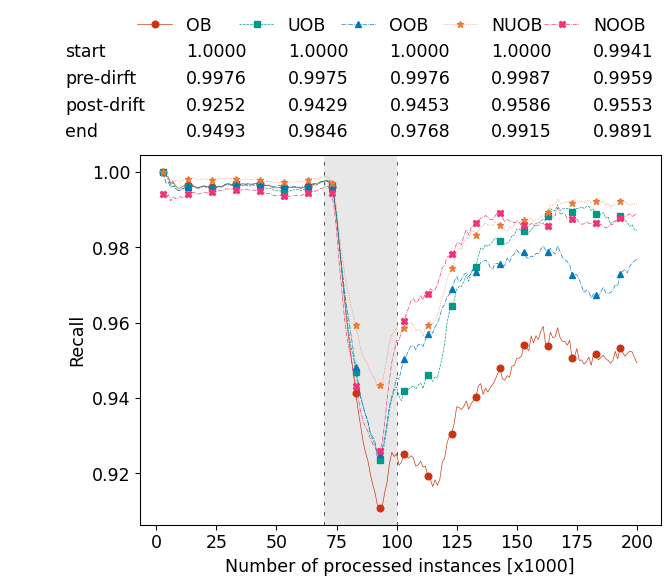 OB UOB OOB NUOB NOOB
start 1.0000 1.0000 1.0000 1.0000 0.9941
pre-dirft 0.9976 0.9975 0.9976 0.9987 0.9959
post-drift 0.9252 0.9429 0.9453 0.9586 0.9553
end 0.9493 0.9846 0.9768 0.9915 0.9891
1.00
0.98
0.96
0.94
0.92
Recall
0 25 50 75 100 125 150 175 200
Number of processed instances [x1000]